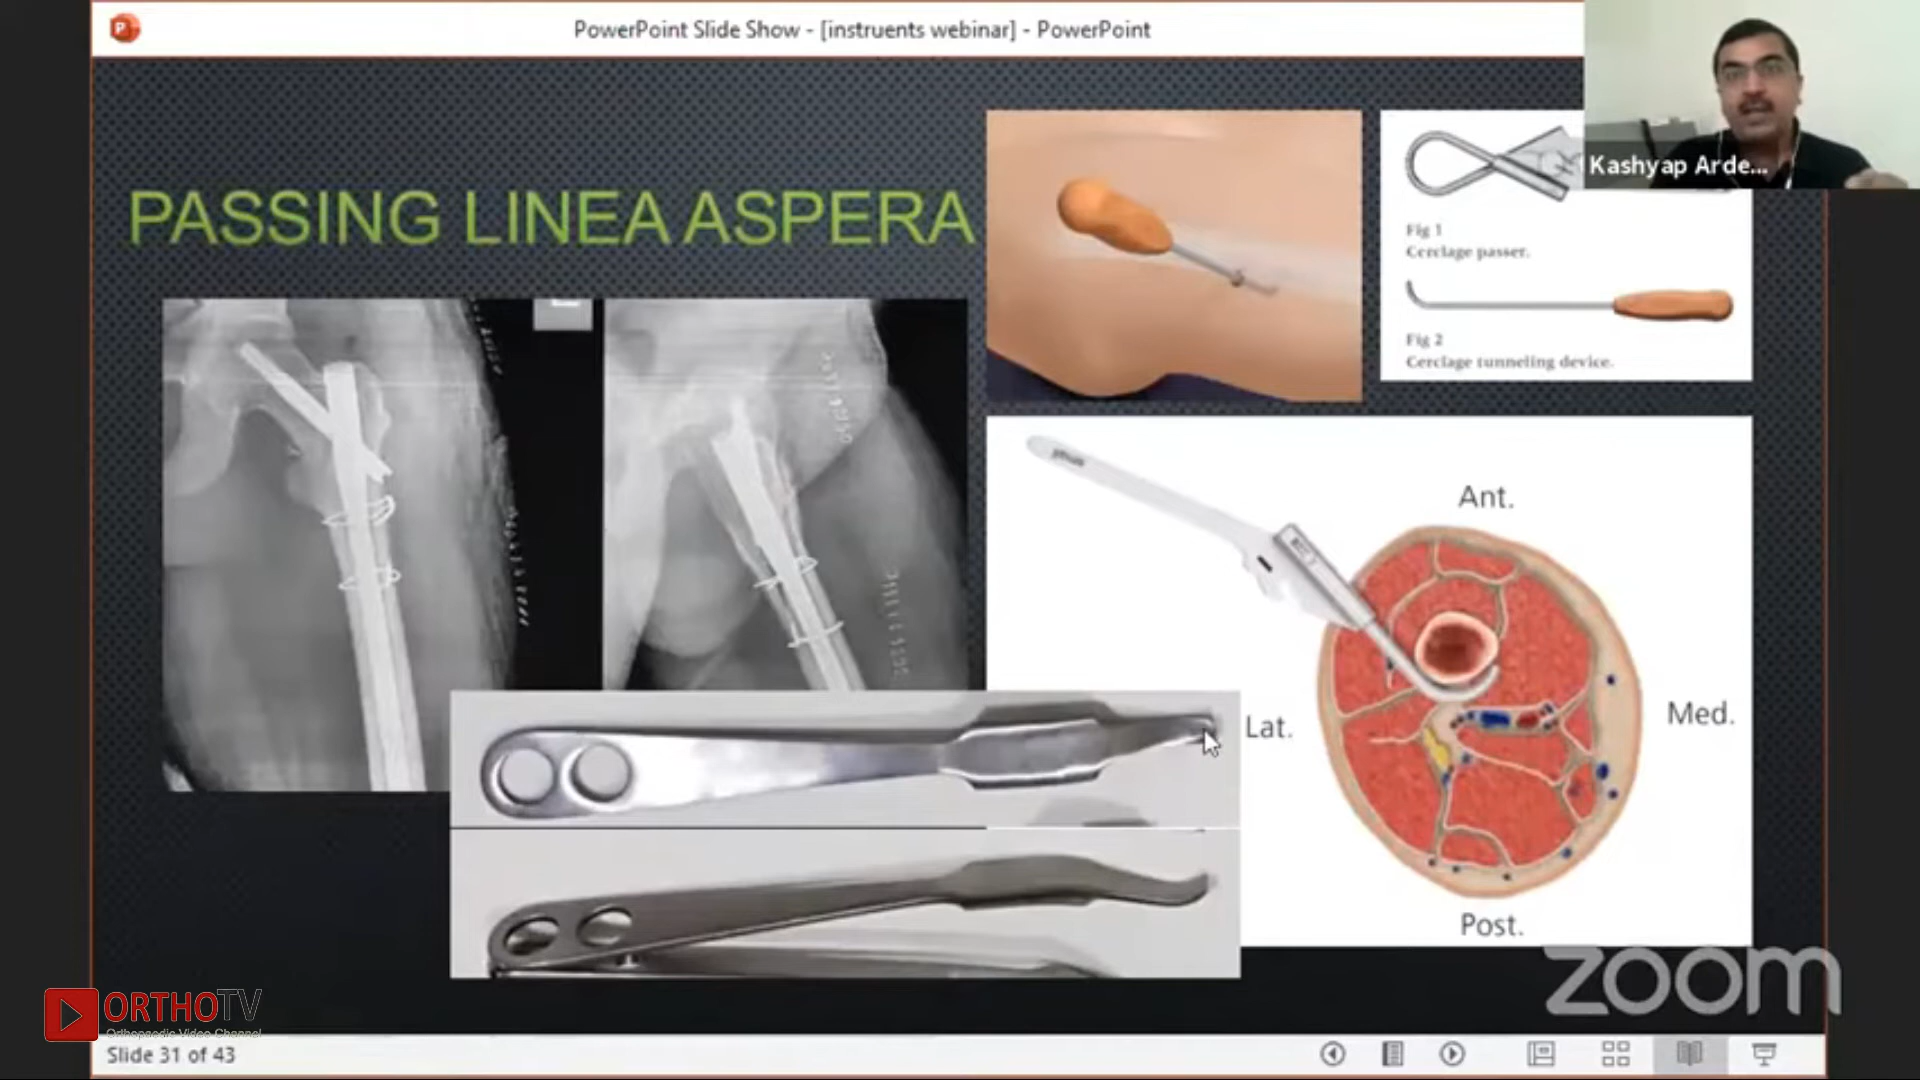 PowerPoint Slide Show - [instruents webinar] - PowerPoint
Kashyap Arde...
PASSING LINEA ASPERA
Fig 1
Cerclage passer.
Fig 2
Cerclage tunneling device.
Ant.
Lat.
Med.
Post.
zoom
ORTHOTV
Orthopaedic Video Channel
Slide 31 of 43